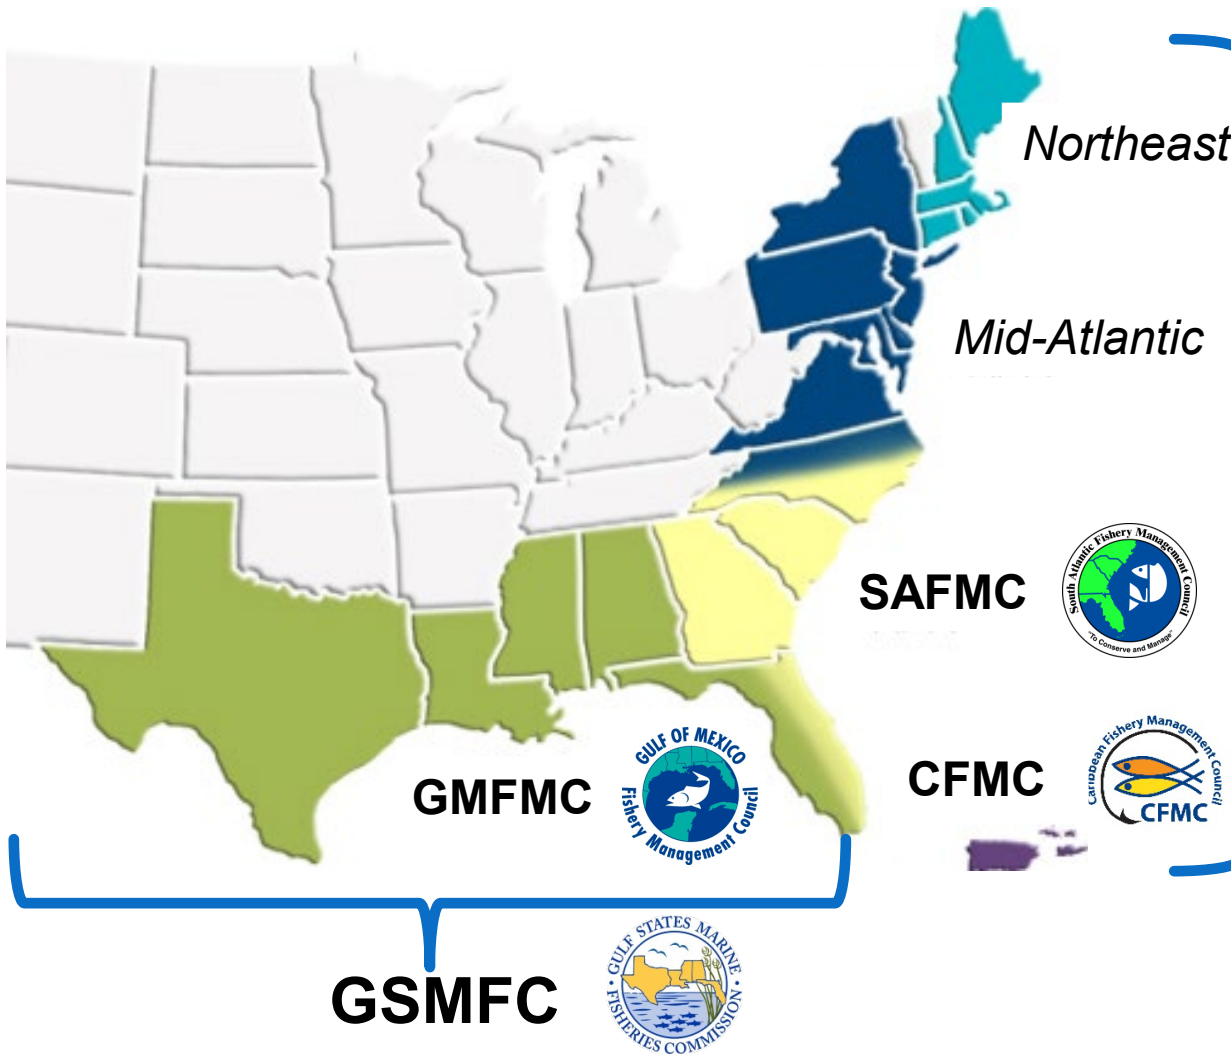 Northeast
Mid-Atlantic
SAFMC
South Atlantic Fishery Management Council
"To Conserve and Manage"
GMFMC
GULF OF MEXICO
Fishery Management Council
CFMC
Caribbean Fishery Management Council
CFMC
GSMFC
• GULF STATES MARINE •
FISHERIES COMMISSION